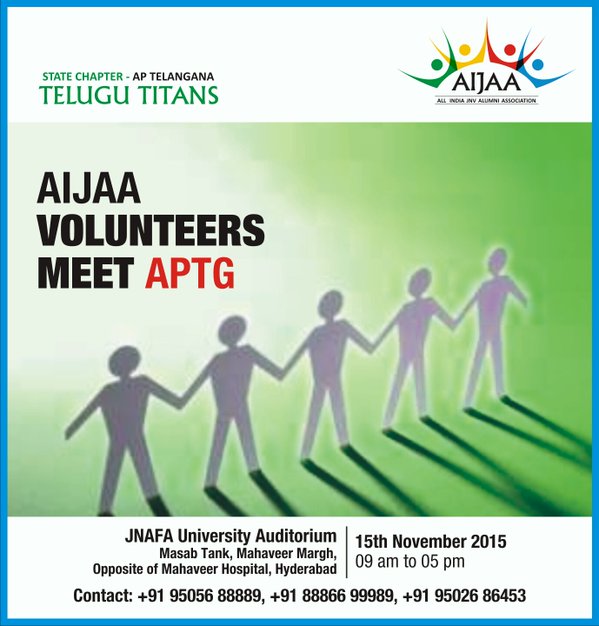 STATE CHAPTER - AP TELANGANA
TELUGU TITANS
AIJAA
ALL INDIA JNV ALUMNI ASSOCIATION
AIJAA
VOLUNTEERS
MEET APTG
JNAFA University Auditorium
Masab Tank, Mahaveer Margh,
Opposite of Mahaveer Hospital, Hyderabad
15th November 2015
09 am to 05 pm
Contact: +91 95056 88889, +91 88866 99989, +91 95026 86453